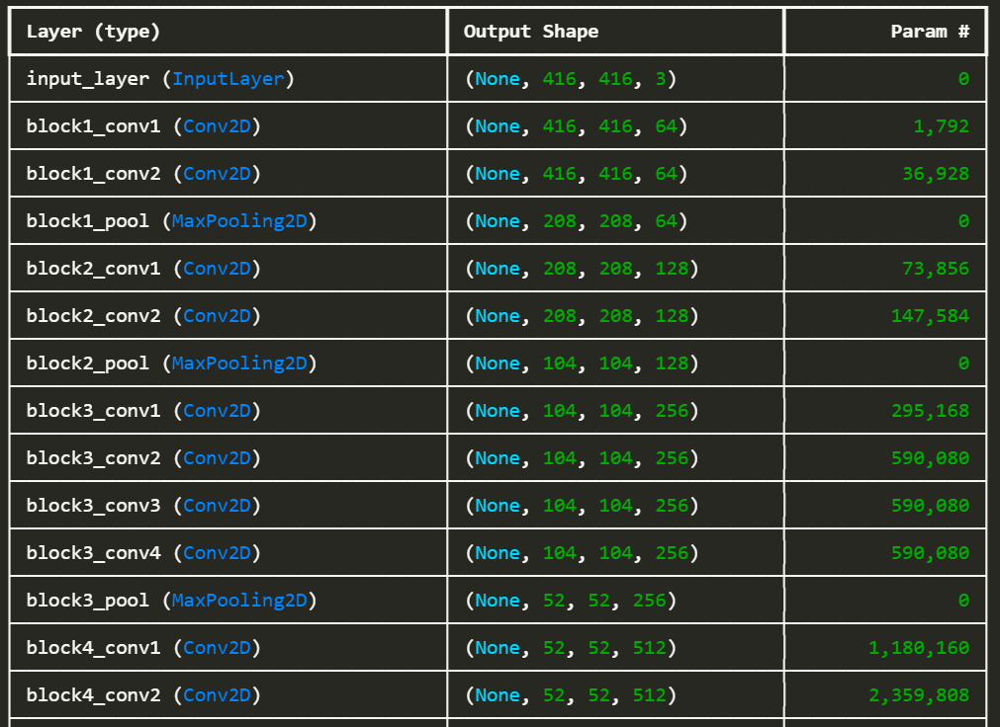 Layer (type) Output Shape Param #
input_layer (InputLayer) (None, 416, 416, 3) 0
block1_conv1 (Conv2D) (None, 416, 416, 64) 1,792
block1_conv2 (Conv2D) (None, 416, 416, 64) 36,928
block1_pool (MaxPooling2D) (None, 208, 208, 64) 0
block2_conv1 (Conv2D) (None, 208, 208, 128) 73,856
block2_conv2 (Conv2D) (None, 208, 208, 128) 147,584
block2_pool (MaxPooling2D) (None, 104, 104, 128) 0
block3_conv1 (Conv2D) (None, 104, 104, 256) 295,168
block3_conv2 (Conv2D) (None, 104, 104, 256) 590,080
block3_conv3 (Conv2D) (None, 104, 104, 256) 590,080
block3_conv4 (Conv2D) (None, 104, 104, 256) 590,080
block3_pool (MaxPooling2D) (None, 52, 52, 256) 0
block4_conv1 (Conv2D) (None, 52, 52, 512) 1,180,160
block4_conv2 (Conv2D) (None, 52, 52, 512) 2,359,808